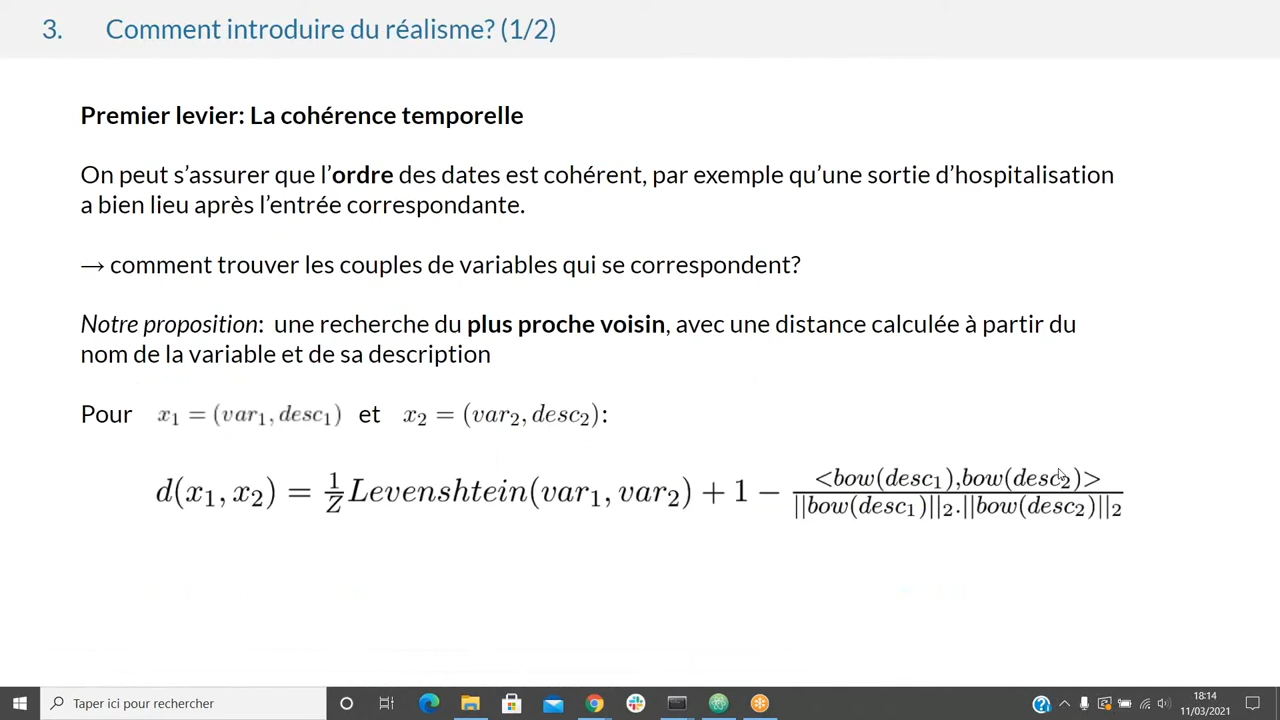 3. Comment introduire du réalisme? (1/2)
Premier levier: La cohérence temporelle
On peut s’assurer que l’ordre des dates est cohérent, par exemple qu’une sortie d’hospitalisation
a bien lieu après l’entrée correspondante.
→ comment trouver les couples de variables qui se correspondent?
Notre proposition: une recherche du plus proche voisin, avec une distance calculée à partir du
nom de la variable et de sa description
Pour x₁ = (var₁, desc₁) et x₂ = (var₂, desc₂):
d(x₁, x₂) = 1/Z Levenshtein(var₁, var₂) + 1 − <bow(desc₁),bow(desc₂)> / ||bow(desc₁)||₂.||bow(desc₂)||₂
Taper ici pour rechercher
18:14
11/03/2021